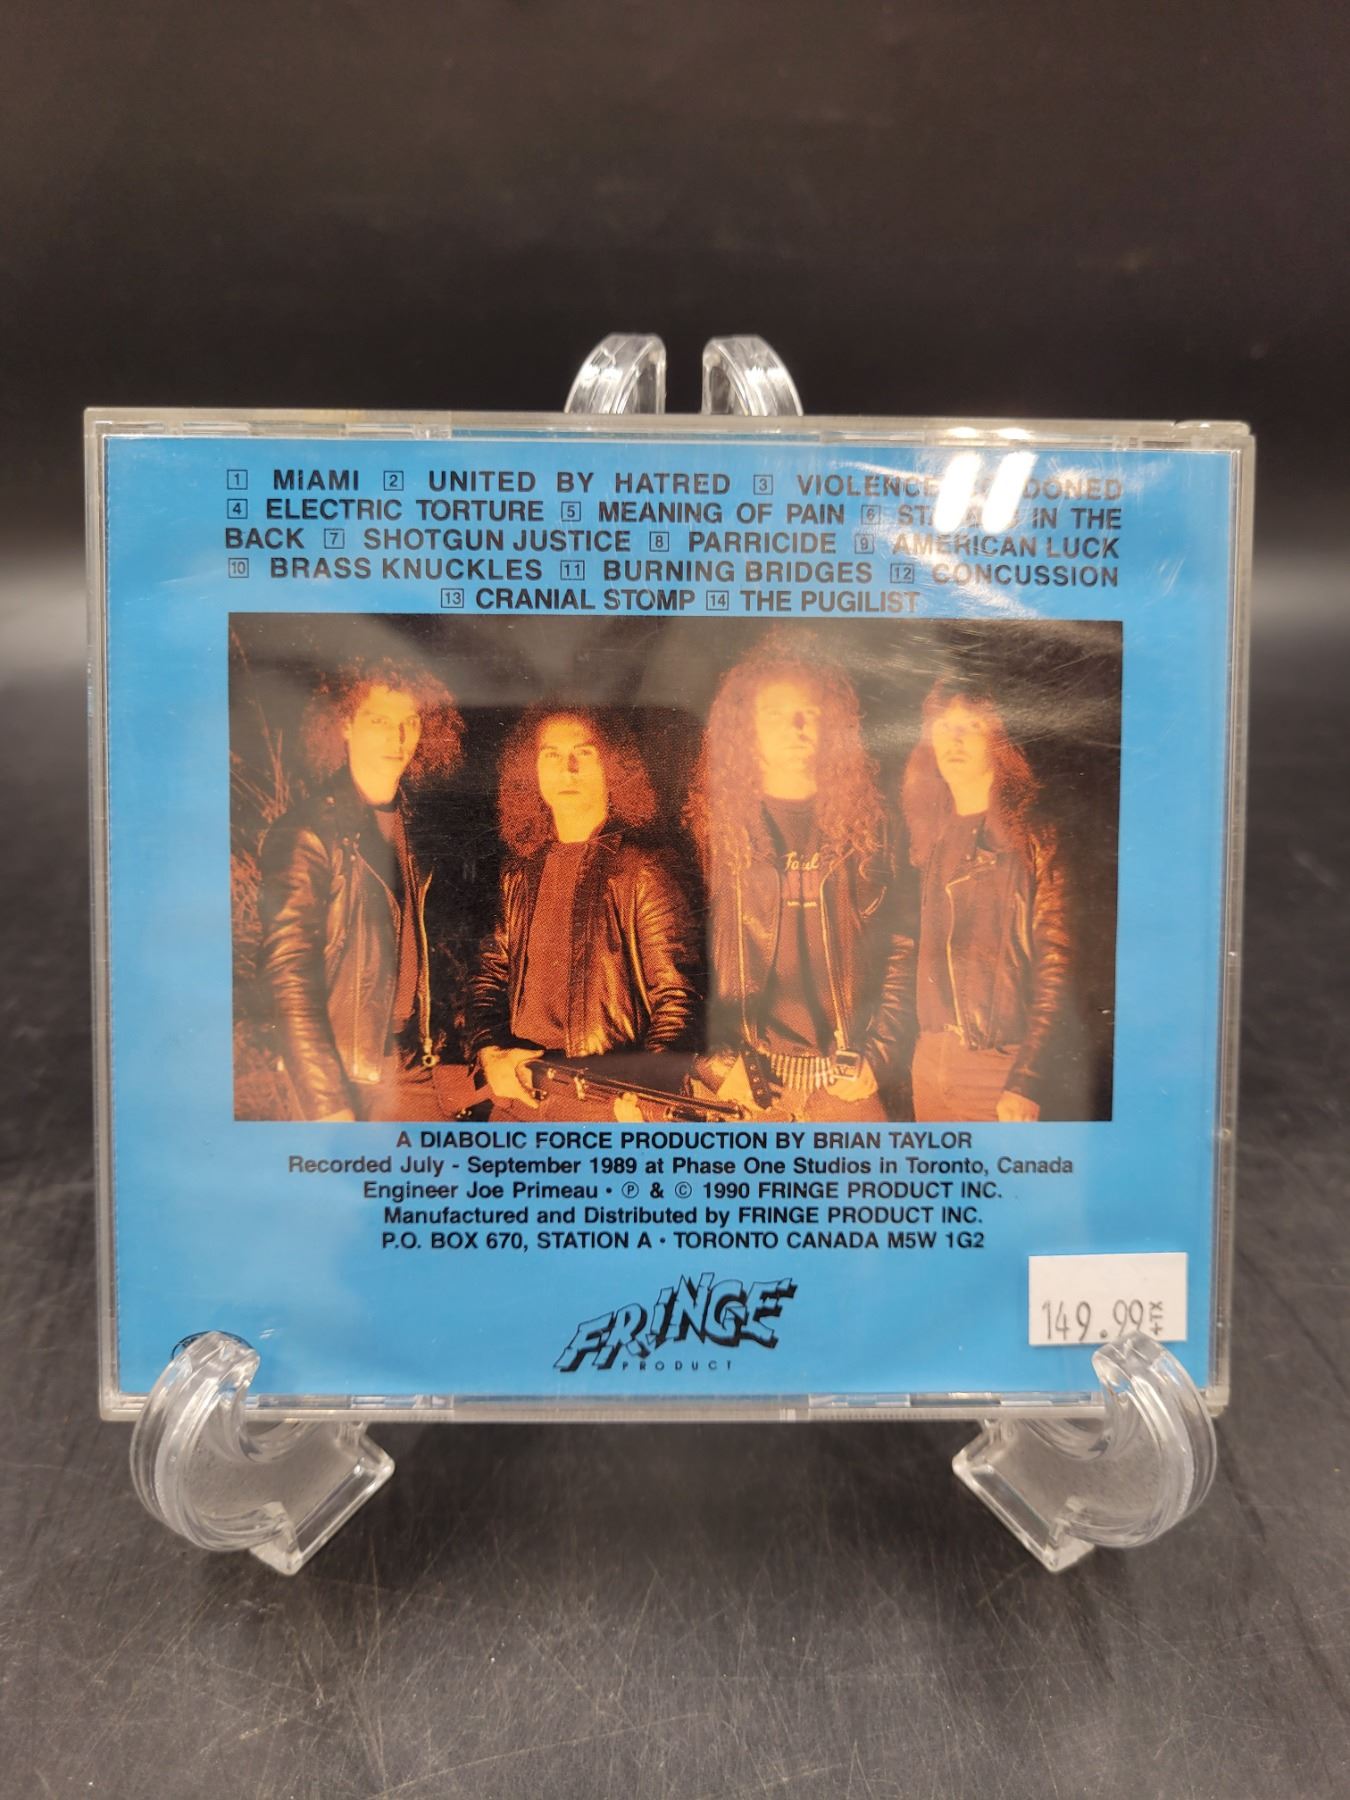 1 MIAMI 2 UNITED BY HATRED 3 VIOLENCE
4 ELECTRIC TORTURE 5 MEANING OF PAIN 6 IN THE
BACK 7 SHOTGUN JUSTICE 8 PARRICIDE 9 AMERICAN LUCK
10 BRASS KNUCKLES 11 BURNING BRIDGES 12 CONCUSSION
13 CRANIAL STOMP 14 THE PUGILIST
Paul
A DIABOLIC FORCE PRODUCTION BY BRIAN TAYLOR
Recorded July - September 1989 at Phase One Studios in Toronto, Canada
Engineer Joe Primeau • ℗ & © 1990 FRINGE PRODUCT INC.
Manufactured and Distributed by FRINGE PRODUCT INC.
P.O. BOX 670, STATION A • TORONTO CANADA M5W 1G2
FRINGE
PRODUCT
149.99 +TX